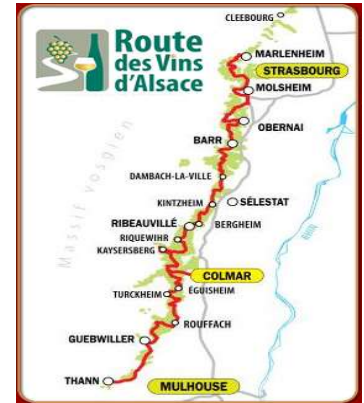 CLEEBOURG
Route
des Vins
d'Alsace
MARLENHEIM
STRASBOURG
MOLSHEIM
OBERNAI
BARR
DAMBACH-LA-VILLE
KINTZHEIM
SÉLESTAT
RIBEAUVILLÉ
BERGHEIM
RIQUEWIHR
KAYSERSBERG
Massif vosgien
COLMAR
TURCKHEIM
ÉGUISHEIM
ROUFFACH
GUEBWILLER
THANN
MULHOUSE